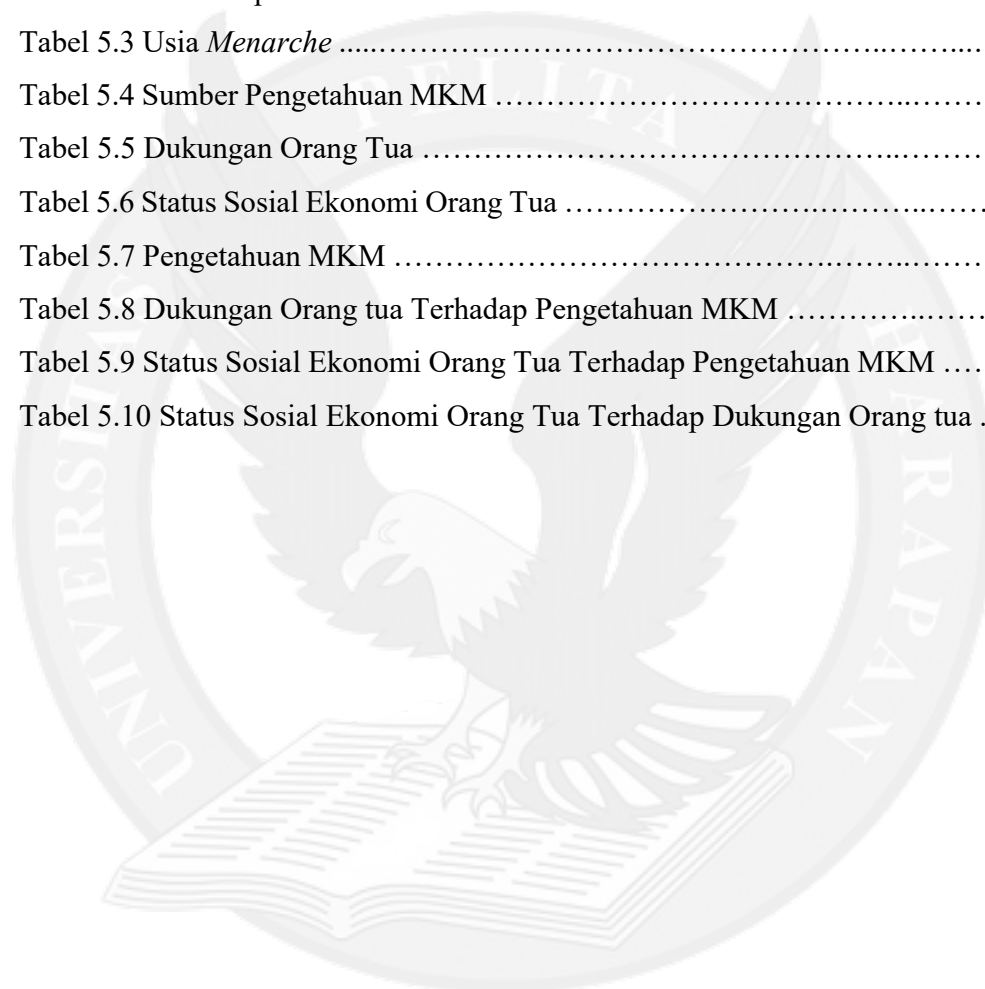 Tabel 5.3 Usia Menarche .....……………………………………………..……....
Tabel 5.4 Sumber Pengetahuan MKM …………………………………..……
Tabel 5.5 Dukungan Orang Tua ………………………………………..………
Tabel 5.6 Status Sosial Ekonomi Orang Tua …………………….………..……
Tabel 5.7 Pengetahuan MKM …………………………………….……..………
Tabel 5.8 Dukungan Orang tua Terhadap Pengetahuan MKM …………..……
Tabel 5.9 Status Sosial Ekonomi Orang Tua Terhadap Pengetahuan MKM ….
Tabel 5.10 Status Sosial Ekonomi Orang Tua Terhadap Dukungan Orang tua .
UNIVERSITAS PELITA HARAPAN